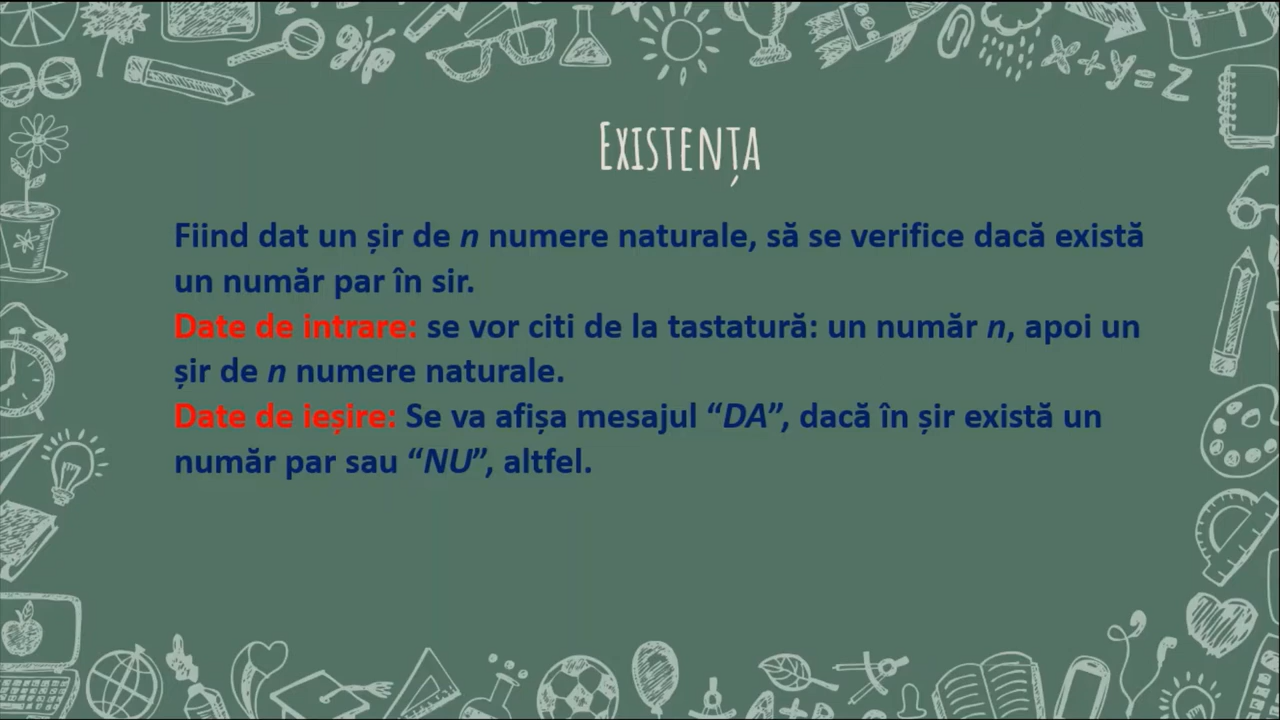 x+y=z
EXISTENȚA
Fiind dat un șir de n numere naturale, să se verifice dacă există
un număr par în sir.
Date de intrare: se vor citi de la tastatură: un număr n, apoi un
șir de n numere naturale.
Date de ieșire: Se va afișa mesajul “DA”, dacă în șir există un
număr par sau “NU”, altfel.